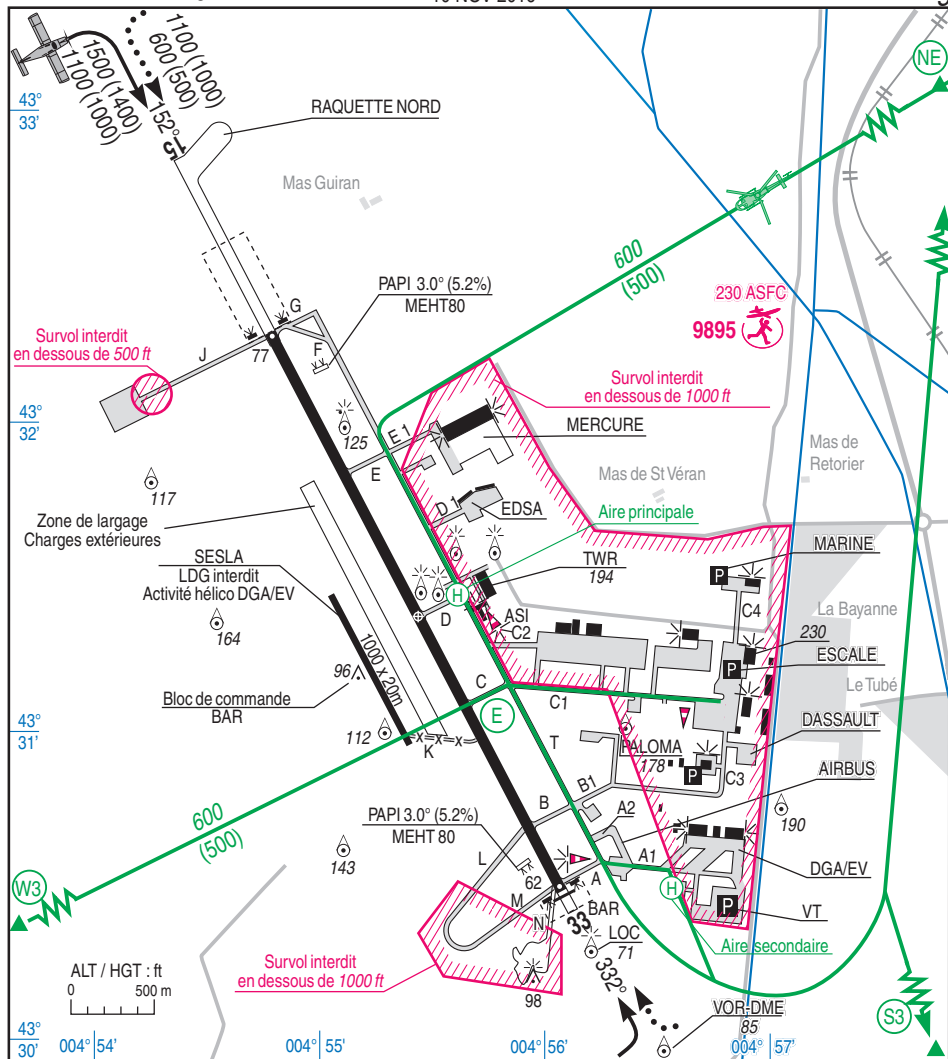 1100 (1000)
600 (500)
1500 (1400)
1100 (1000)
152°
15
43°
33'
RAQUETTE NORD
NE
Mas Guiran
600
(500)
PAPI 3.0° (5.2%)
MEHT80
230 ASFC
9895
G
F
J
77
Survol interdit
en dessous de 500 ft
Survol interdit
en dessous de 1000 ft
43°
32'
125
E 1
MERCURE
E
Mas de
Retorier
117
Mas de St Véran
D 1
EDSA
Aire principale
Zone de largage
Charges extérieures
SESLA
LDG interdit
Activité hélico DGA/EV
164
TWR
194
MARINE
H
D
ASI
C2
C4
La Bayanne
230
ESCALE
P
P
1000 x 20m
96
Le Tubé
Bloc de commande
BAR
C
C1
E
DASSAULT
43°
31'
112
K
T
PALOMA
178
P
C3
AIRBUS
B1
B
A2
190
600
(500)
PAPI 3.0° (5.2%)
MEHT 80
143
L
A1
DGA/EV
W3
62
A
M
H
P
VT
N
BAR
33
LOC
71
Aire secondaire
332°
ALT / HGT : ft
0 500 m
Survol interdit
en dessous de 1000 ft
98
VOR-DME
85
S3
43°
30'
004° 54'
004° 55'
004° 56'
004° 57'